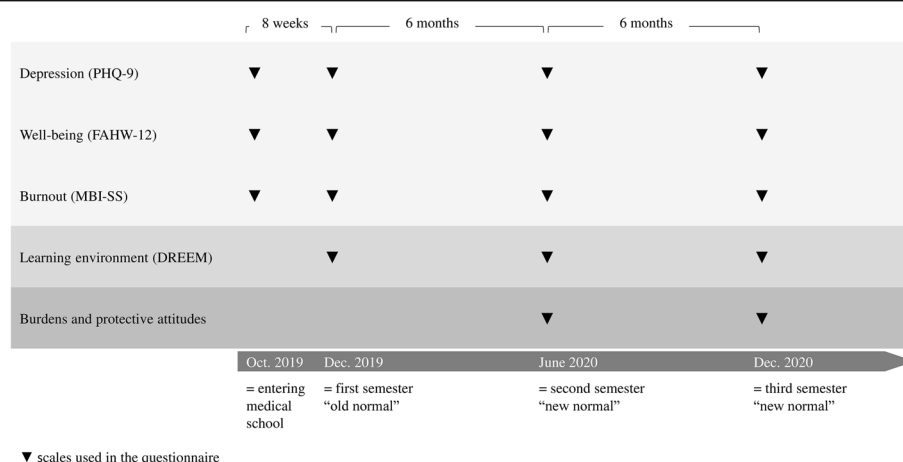 8 weeks 6 months 6 months
Depression (PHQ-9)
Well-being (FAHW-12)
Burnout (MBI-SS)
Learning environment (DREEM)
Burdens and protective attitudes
Oct. 2019 Dec. 2019 June 2020 Dec. 2020
= entering = first semester = second semester = third semester
medical “old normal” “new normal” “new normal”
school
▼ scales used in the questionnaire